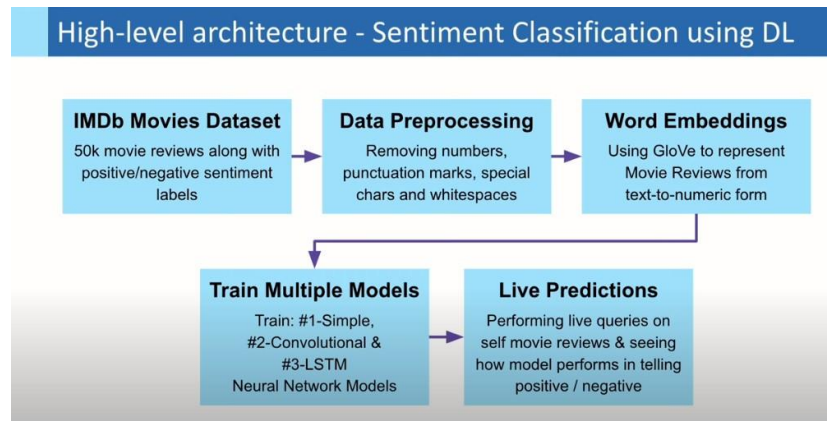 High-level architecture - Sentiment Classification using DL
IMDb Movies Dataset
50k movie reviews along with
positive/negative sentiment
labels
Data Preprocessing
Removing numbers,
punctuation marks, special
chars and whitespaces
Word Embeddings
Using GloVe to represent
Movie Reviews from
text-to-numeric form
Train Multiple Models
Train: #1-Simple,
#2-Convolutional &
#3-LSTM
Neural Network Models
Live Predictions
Performing live queries on
self movie reviews & seeing
how model performs in telling
positive / negative